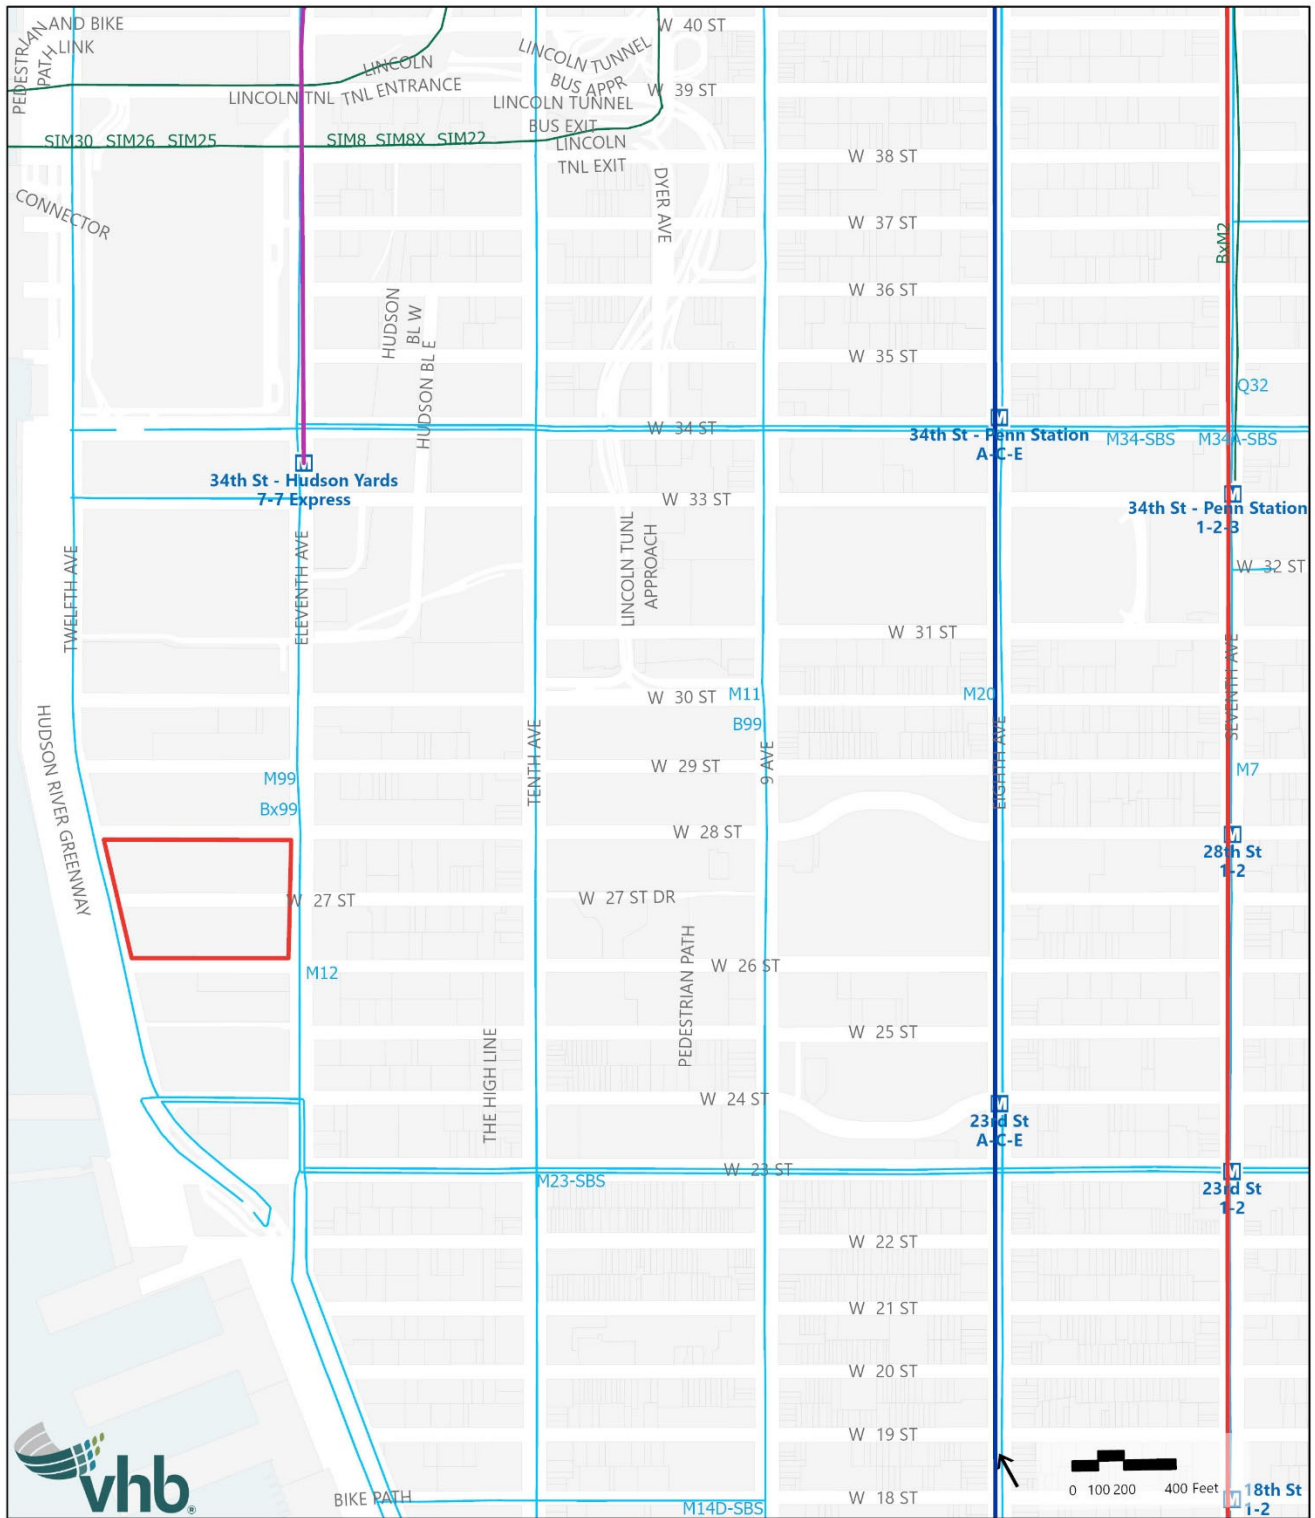 AND BIKE
LINK
PEDESTRIAN
PATH
W 40 ST
LINCOLN TUNNEL
BUS APPR
LINCOLN
TNL ENTRANCE
LINCOLN TNL
W 39 ST
LINCOLN TUNNEL
BUS EXIT
SIM30 SIM26 SIM25
SIM8 SIM8X SIM22
LINCOLN
TNL EXIT
W 38 ST
CONNECTOR
DYER AVE
W 37 ST
BxM2
W 36 ST
HUDSON
BL W
HUDSON BL E
W 35 ST
Q32
W 34 ST
34th St - Penn Station
A-C-E
M34-SBS
M34A-SBS
34th St - Hudson Yards
7-7 Express
W 33 ST
34th St - Penn Station
1-2-3
TWELFTH AVE
ELEVENTH AVE
LINCOLN TUNL
APPROACH
W 32 ST
W 31 ST
SEVENTH AVE
W 30 ST
M11
M20
B99
HUDSON RIVER GREENWAY
TENTH AVE
9 AVE
EIGHTH AVE
W 29 ST
M99
M7
Bx99
W 28 ST
28th St
1-2
W 27 ST
W 27 ST DR
M12
W 26 ST
PEDESTRIAN PATH
W 25 ST
THE HIGH LINE
W 24 ST
23rd St
A-C-E
W 23 ST
M23-SBS
23rd St
1-2
W 22 ST
W 21 ST
W 20 ST
W 19 ST
vhb®
0 100 200 400 Feet
BIKE PATH
M14D-SBS
W 18 ST
18th St
1-2